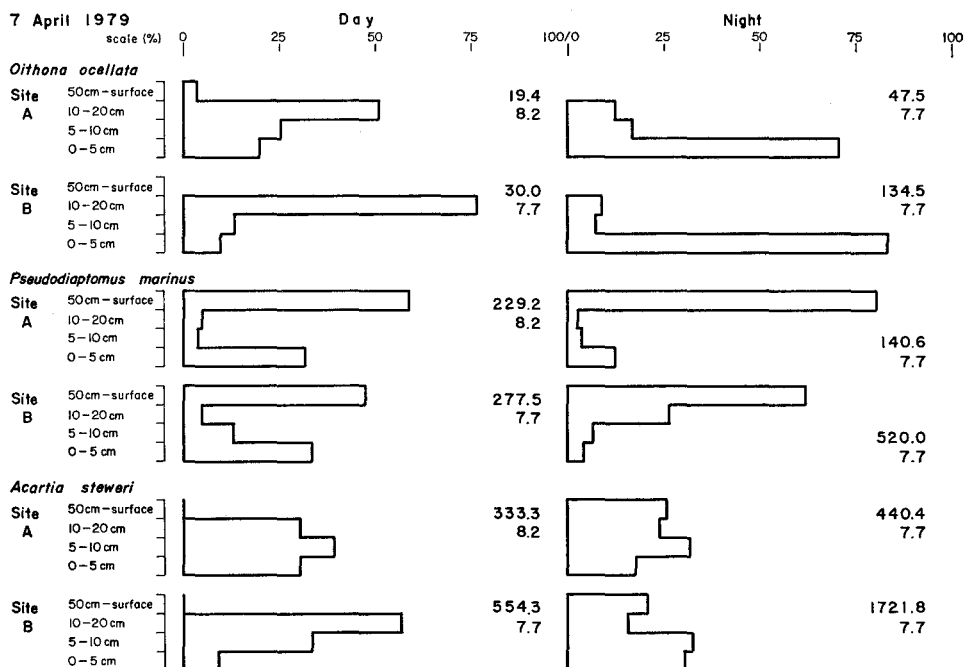 7 April 1979 Day Night
scale (%) 0 25 50 75 100/0 25 50 75 100
Oithona ocellata
Site 50cm-surface 19.4 47.5
A 10-20cm 8.2 7.7
5-10cm
0-5cm
Site 50cm-surface 30.0 134.5
B 10-20cm 7.7 7.7
5-10cm
0-5cm
Pseudodiaptomus marinus
Site 50cm-surface 229.2
A 10-20cm 8.2
5-10cm 140.6
0-5cm 7.7
Site 50cm-surface 277.5
B 10-20cm 7.7
5-10cm 520.0
0-5cm 7.7
Acartia steweri
Site 50cm-surface 333.3 440.4
A 10-20cm 8.2 7.7
5-10cm
0-5cm
Site 50cm-surface 554.3 1721.8
B 10-20cm 7.7 7.7
5-10cm
0-5cm